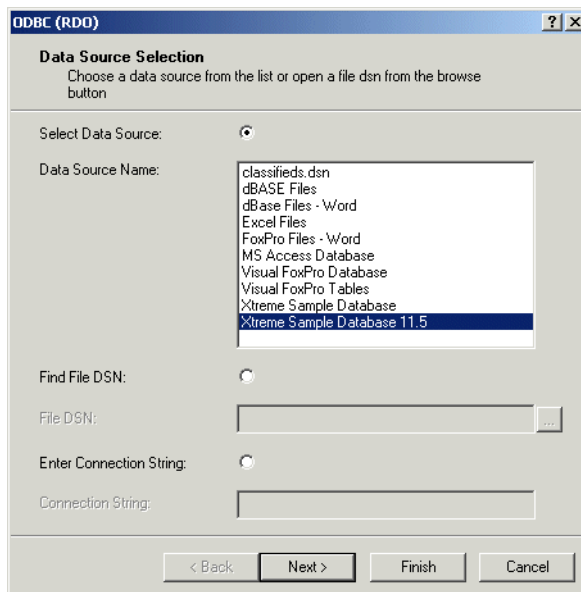 ODBC (RDO)
Data Source Selection
Choose a data source from the list or open a file dsn from the browse
button
Select Data Source:
Data Source Name:
classifieds.dsn
dBASE Files
dBase Files - Word
Excel Files
FoxPro Files - Word
MS Access Database
Visual FoxPro Database
Visual FoxPro Tables
Xtreme Sample Database
Xtreme Sample Database 11.5
Find File DSN:
File DSN:
...
Enter Connection String:
Connection String:
< Back Next > Finish Cancel